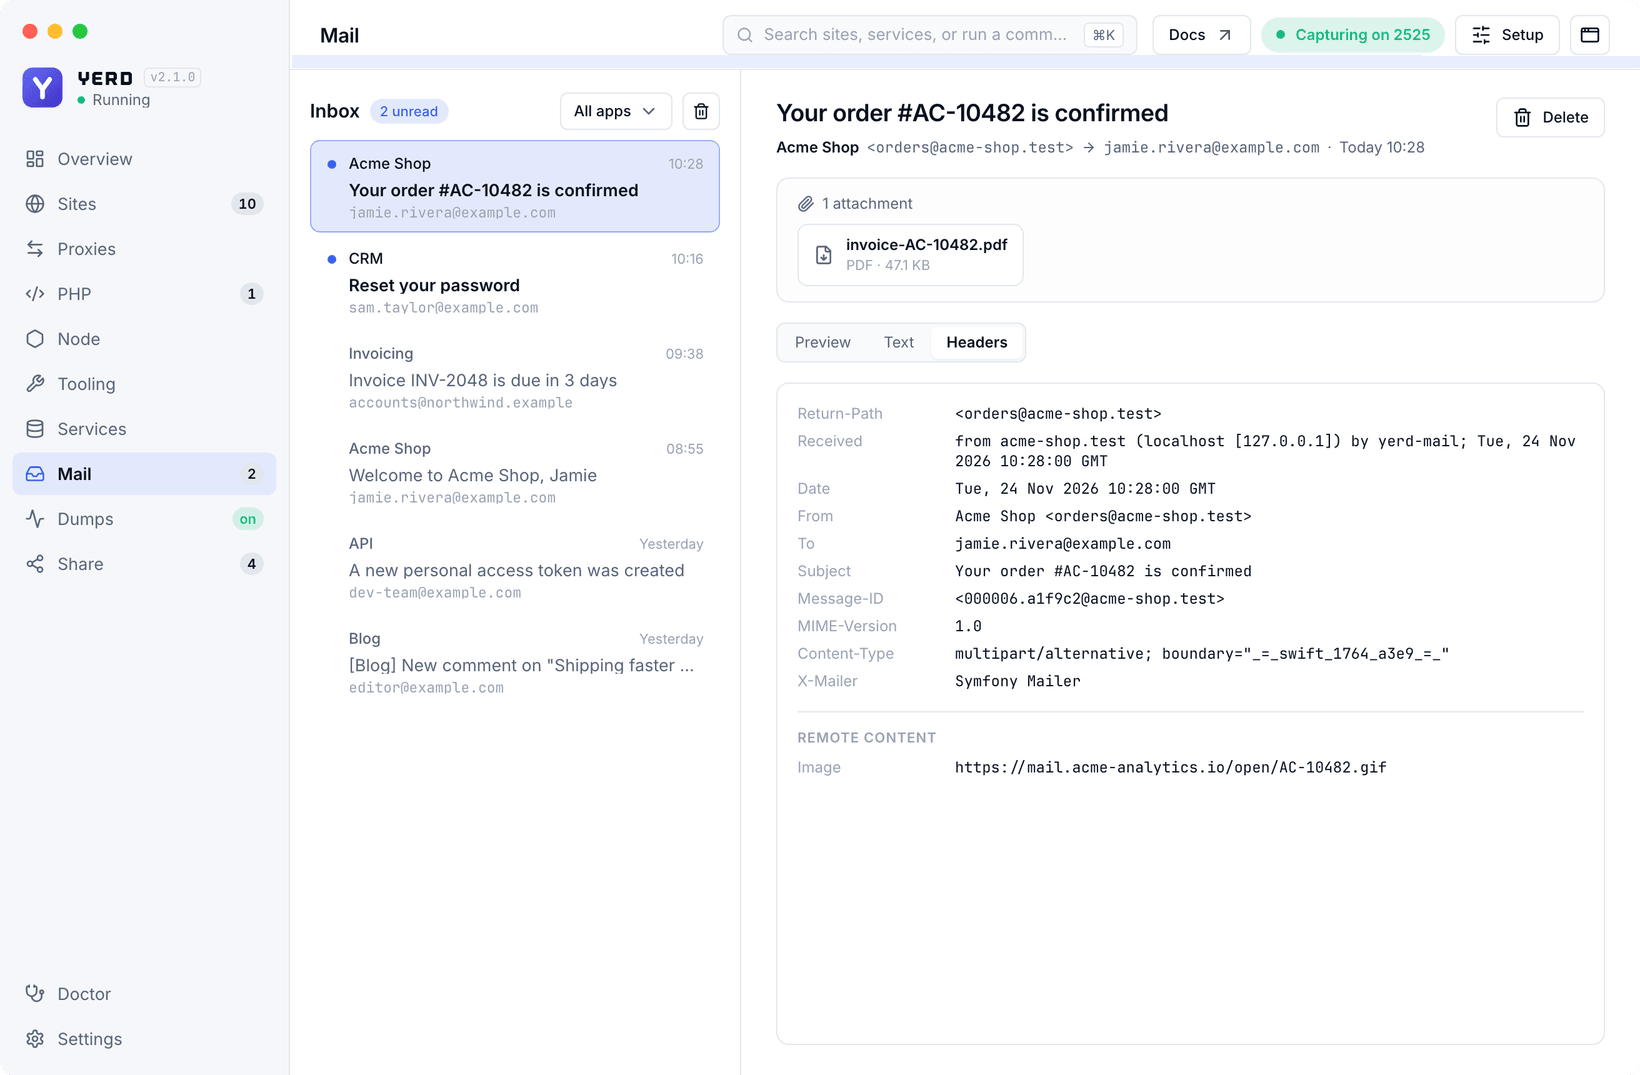 Y
YERD v2.1.0
Running
Overview
Sites 10
Proxies
PHP 1
Node
Tooling
Services
Mail 2
Dumps on
Share 4
Doctor
Settings
Mail
Search sites, services, or run a comm... ⌘K
Docs
Capturing on 2525
Setup
Inbox 2 unread
All apps
Acme Shop 10:28
Your order #AC-10482 is confirmed
jamie.rivera@example.com
CRM 10:16
Reset your password
sam.taylor@example.com
Invoicing 09:38
Invoice INV-2048 is due in 3 days
accounts@northwind.example
Acme Shop 08:55
Welcome to Acme Shop, Jamie
jamie.rivera@example.com
API Yesterday
A new personal access token was created
dev-team@example.com
Blog Yesterday
[Blog] New comment on "Shipping faster ...
editor@example.com
Your order #AC-10482 is confirmed
Delete
Acme Shop <orders@acme-shop.test> → jamie.rivera@example.com · Today 10:28
1 attachment
invoice-AC-10482.pdf
PDF · 47.1 KB
Preview Text Headers
Return-Path <orders@acme-shop.test>
Received from acme-shop.test (localhost [127.0.0.1]) by yerd-mail; Tue, 24 Nov
2026 10:28:00 GMT
Date Tue, 24 Nov 2026 10:28:00 GMT
From Acme Shop <orders@acme-shop.test>
To jamie.rivera@example.com
Subject Your order #AC-10482 is confirmed
Message-ID <000006.a1f9c2@acme-shop.test>
MIME-Version 1.0
Content-Type multipart/alternative; boundary="_=_swift_1764_a3e9_=_"
X-Mailer Symfony Mailer
REMOTE CONTENT
Image https://mail.acme-analytics.io/open/AC-10482.gif